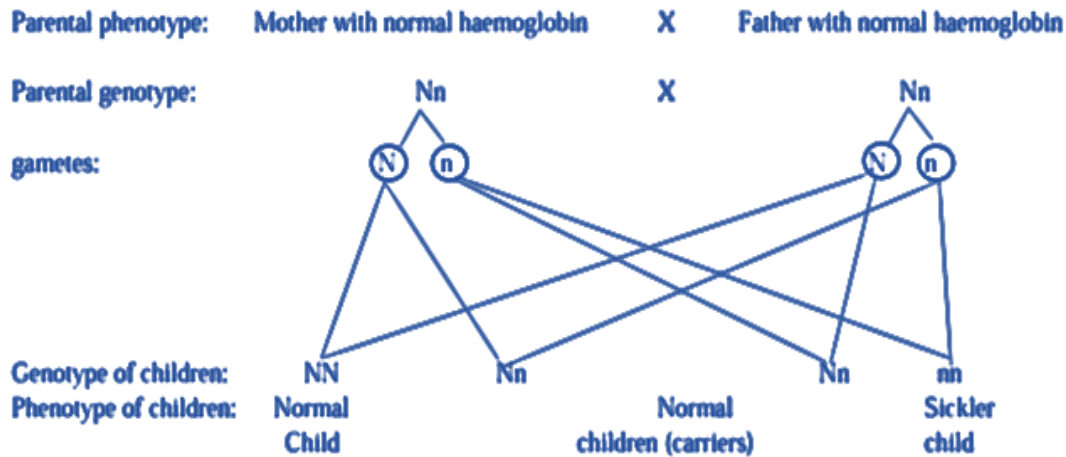 Parental phenotype: Mother with normal haemoglobin X Father with normal haemoglobin
Parental genotype: Nn X Nn
gametes: N n N n
Genotype of children: NN Nn Nn nn
Phenotype of children: Normal Normal Sickler
Child children (carriers) child